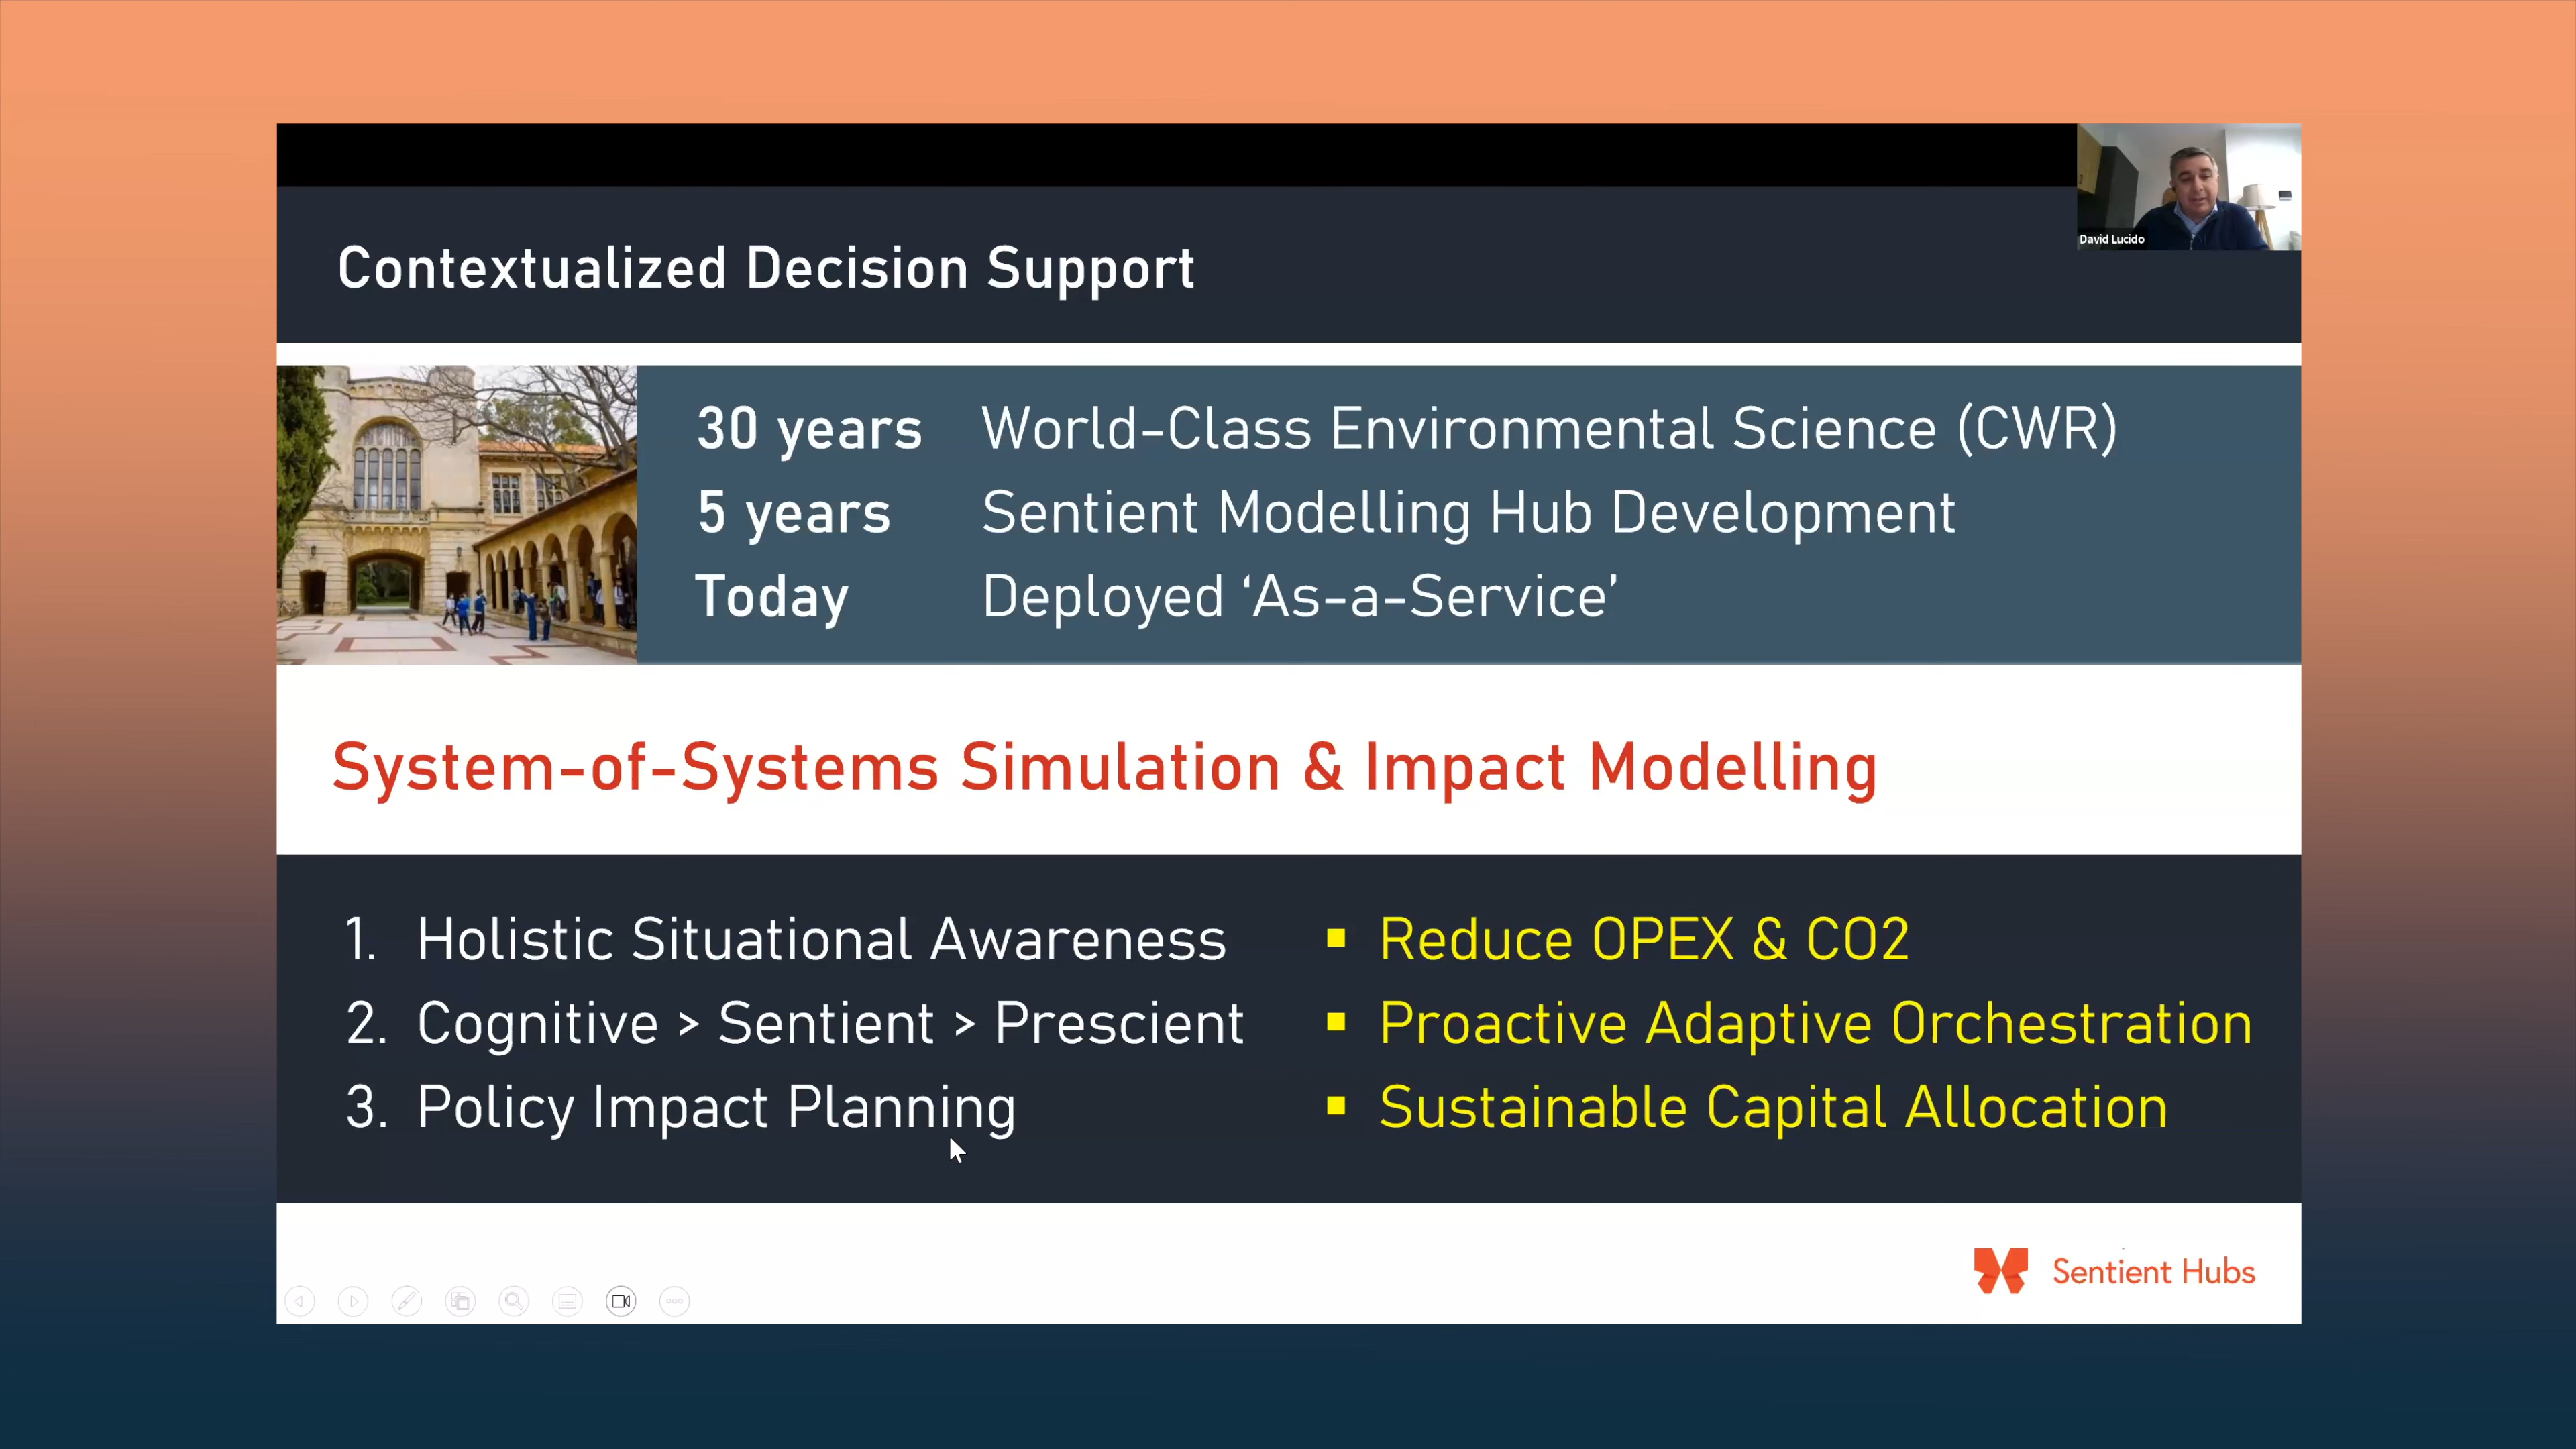 David Lucido
Contextualized Decision Support
30 years World-Class Environmental Science (CWR)
5 years Sentient Modelling Hub Development
Today Deployed ‘As-a-Service’
System-of-Systems Simulation & Impact Modelling
1. Holistic Situational Awareness
2. Cognitive > Sentient > Prescient
3. Policy Impact Planning
▪ Reduce OPEX & CO2
▪ Proactive Adaptive Orchestration
▪ Sustainable Capital Allocation
Sentient Hubs